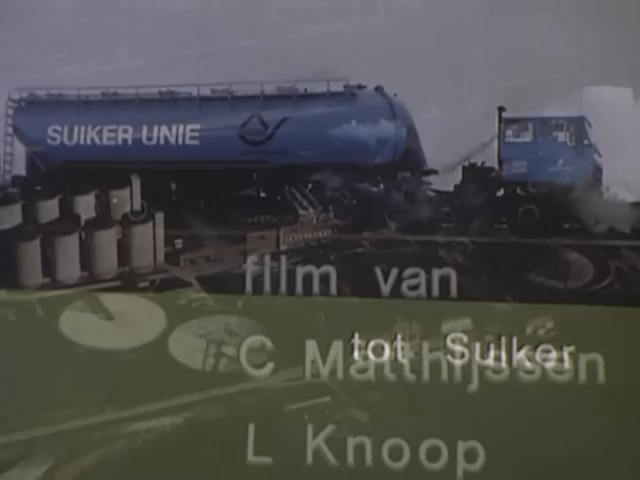 SUIKER UNIE
film van
tot Suiker
C Matthijssen
L Knoop